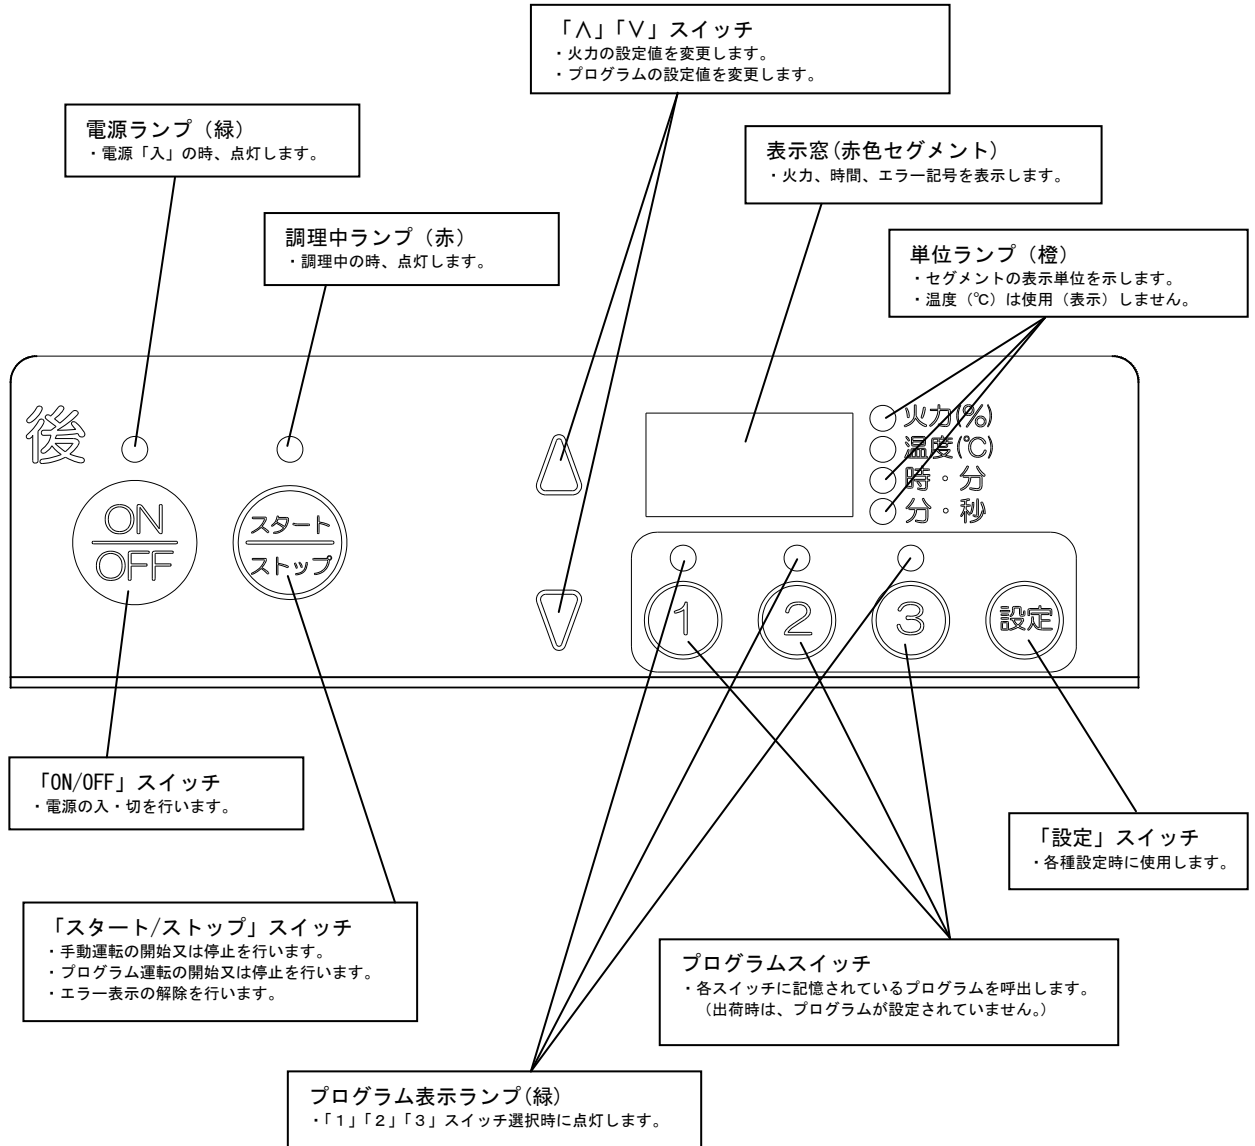 「∧」「∨」スイッチ
・火力の設定値を変更します。
・プログラムの設定値を変更します。
電源ランプ（緑）
・電源「入」の時、点灯します。
表示窓(赤色セグメント)
・火力、時間、エラー記号を表示します。
調理中ランプ（赤）
・調理中の時、点灯します。
単位ランプ（橙）
・セグメントの表示単位を示します。
・温度（℃）は使用（表示）しません。
後
火力(%)
温度(℃)
時・分
分・秒
ON
OFF
スタート
ストップ
1
2
3
設定
「ON/OFF」スイッチ
・電源の入・切を行います。
「設定」スイッチ
・各種設定時に使用します。
「スタート/ストップ」スイッチ
・手動運転の開始又は停止を行います。
・プログラム運転の開始又は停止を行います。
・エラー表示の解除を行います。
プログラムスイッチ
・各スイッチに記憶されているプログラムを呼出します。
（出荷時は、プログラムが設定されていません。）
プログラム表示ランプ(緑)
・「１」「２」「３」スイッチ選択時に点灯します。